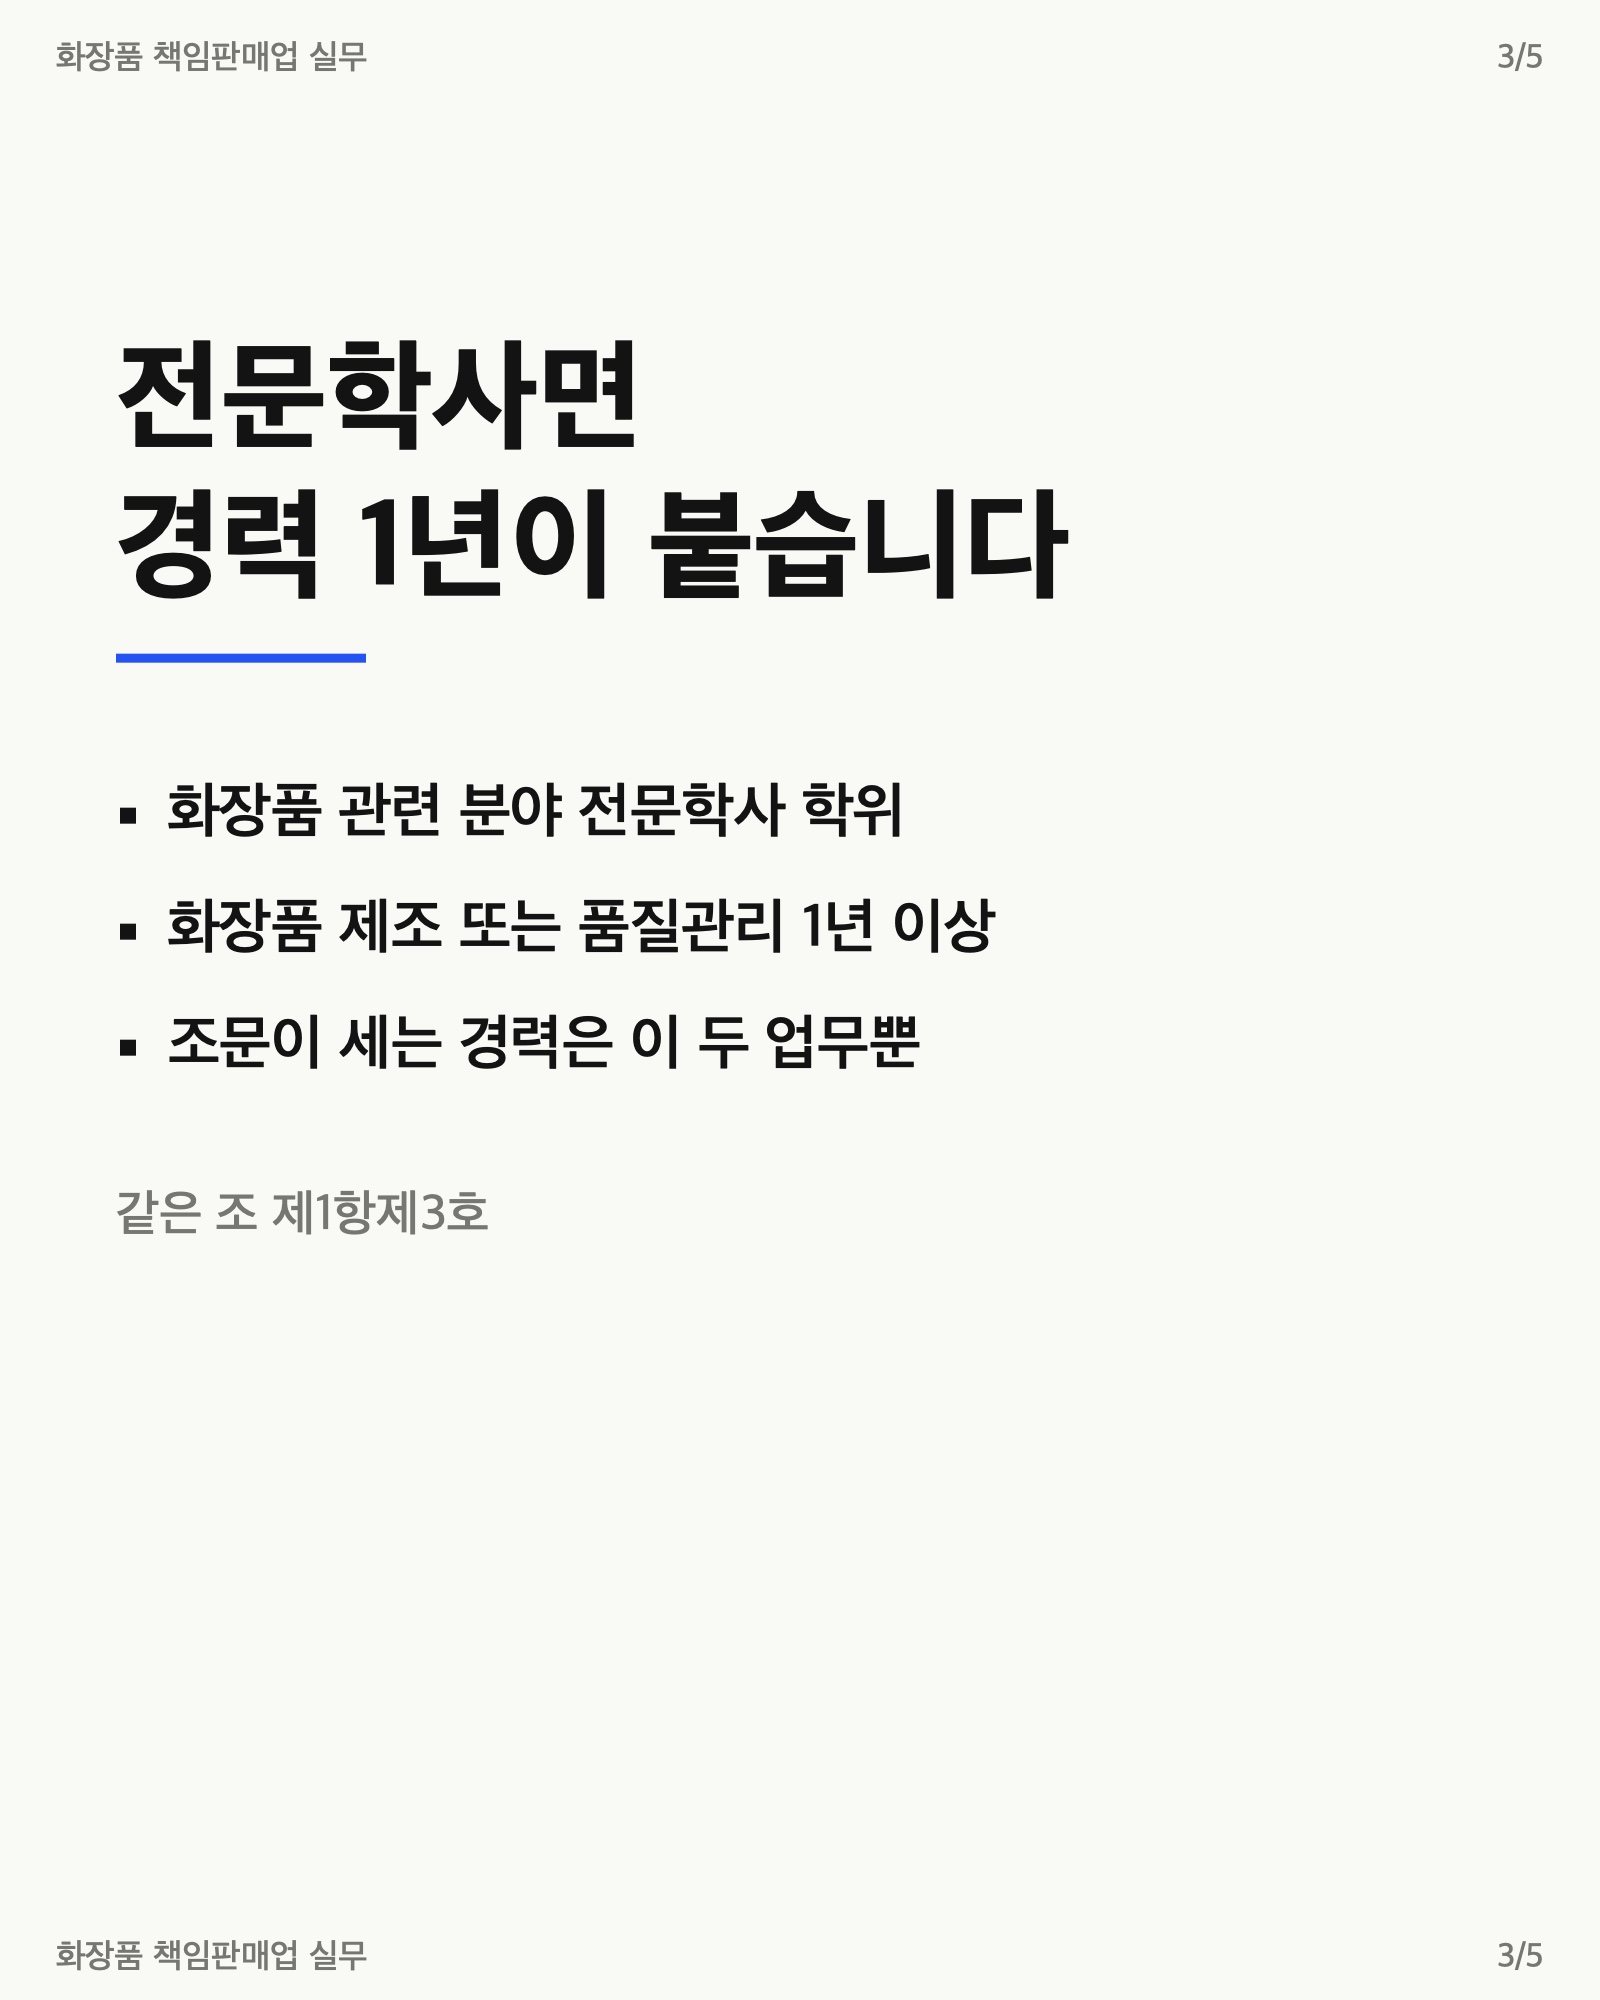 화장품 책임판매업 실무
3/5
전문학사면
경력 1년이 붙습니다
▪ 화장품 관련 분야 전문학사 학위
▪ 화장품 제조 또는 품질관리 1년 이상
▪ 조문이 세는 경력은 이 두 업무뿐
같은 조 제1항제3호
화장품 책임판매업 실무
3/5